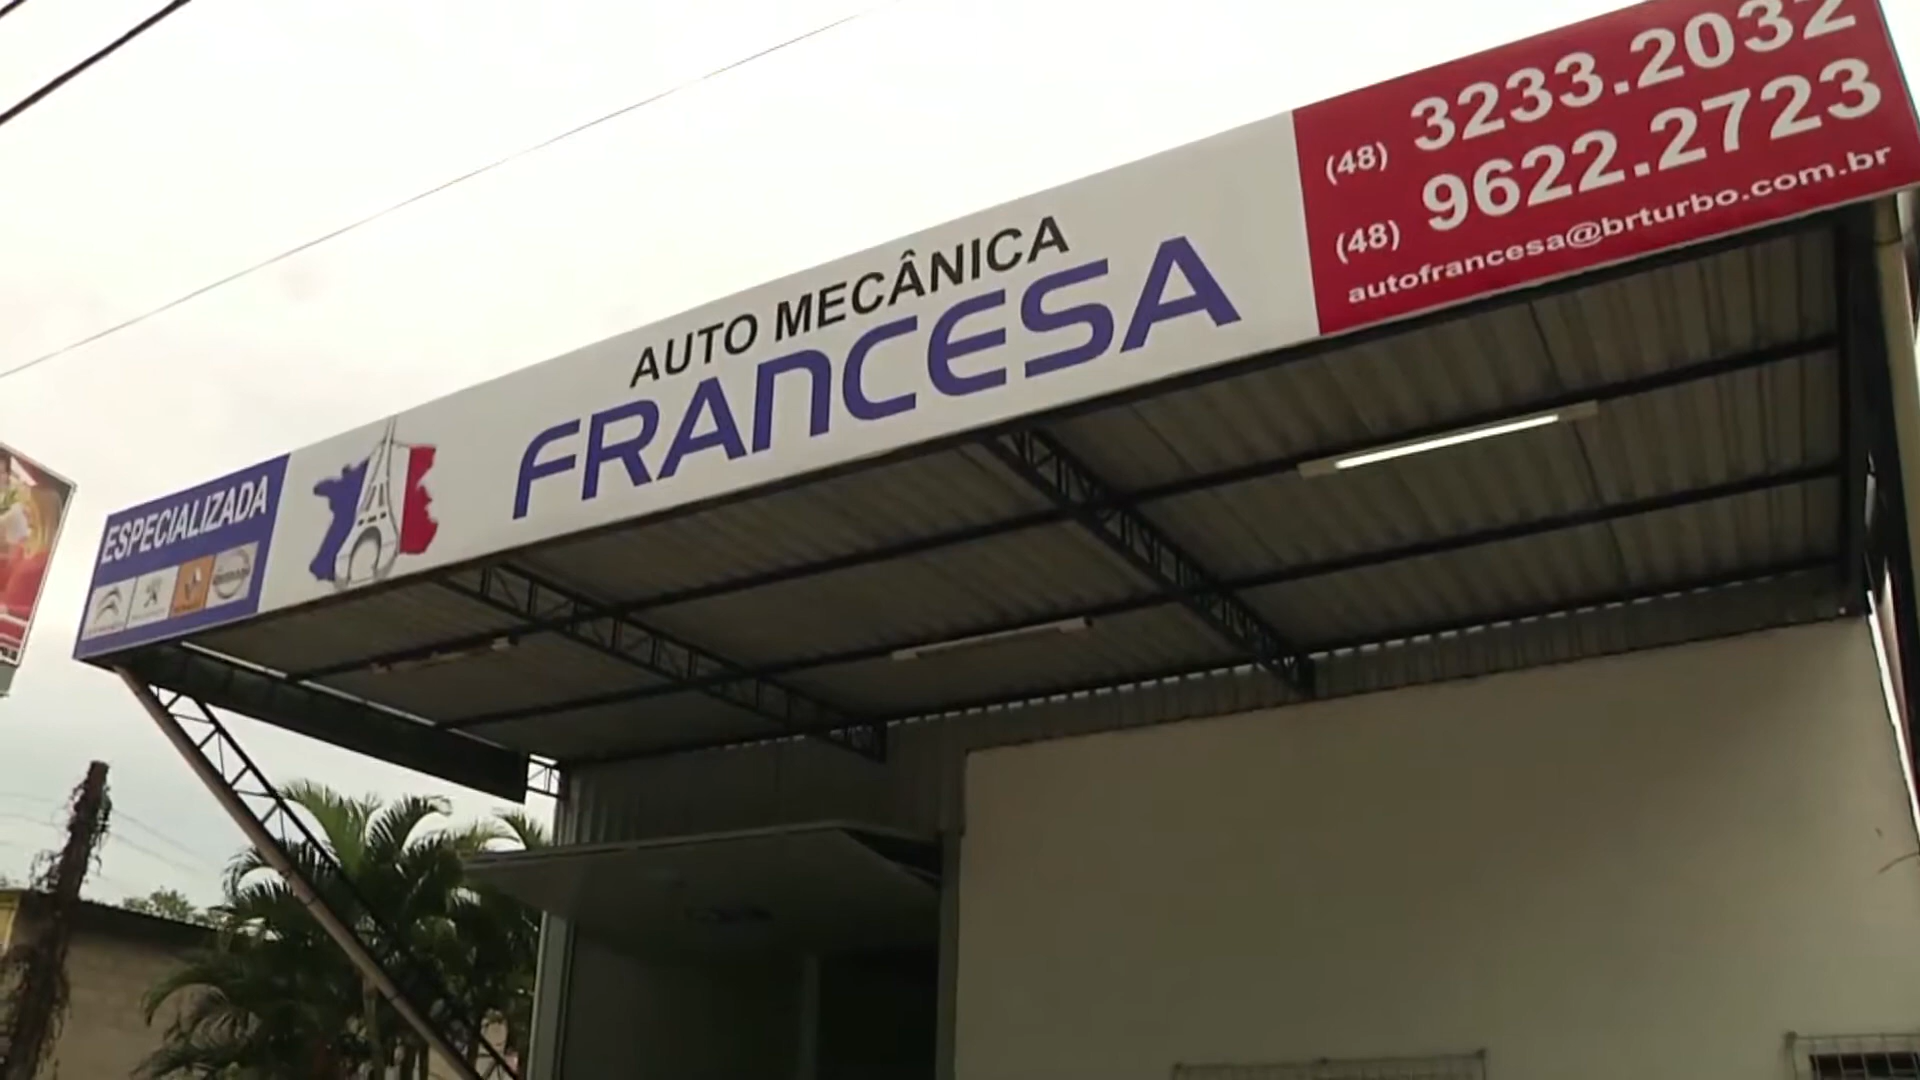 ESPECIALIZADA
AUTO MECÂNICA
FRANCESA
(48) 3233.2032
(48) 9622.2723
autofrancesa@brturbo.com.br